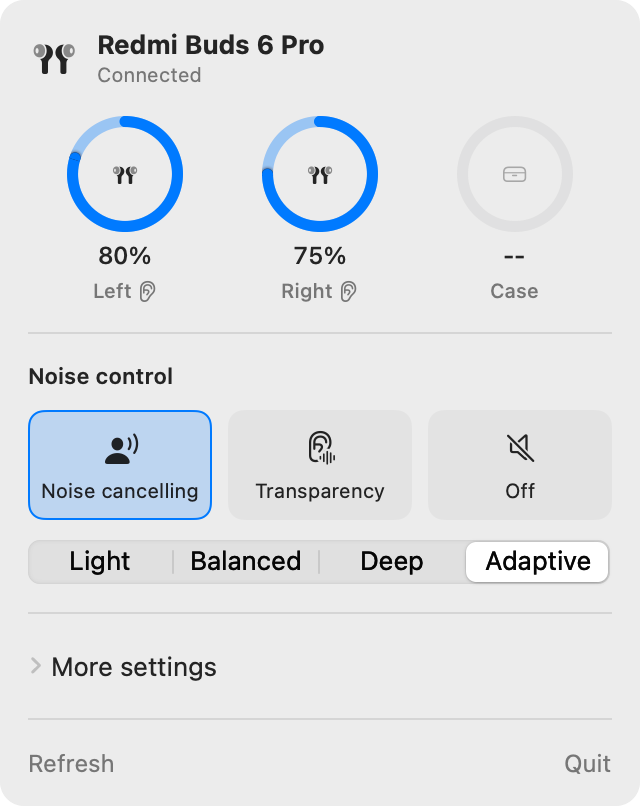 Redmi Buds 6 Pro
Connected
80% 75% --
Left Right Case
Noise control
Noise cancelling Transparency Off
Light Balanced Deep Adaptive
More settings
Refresh Quit